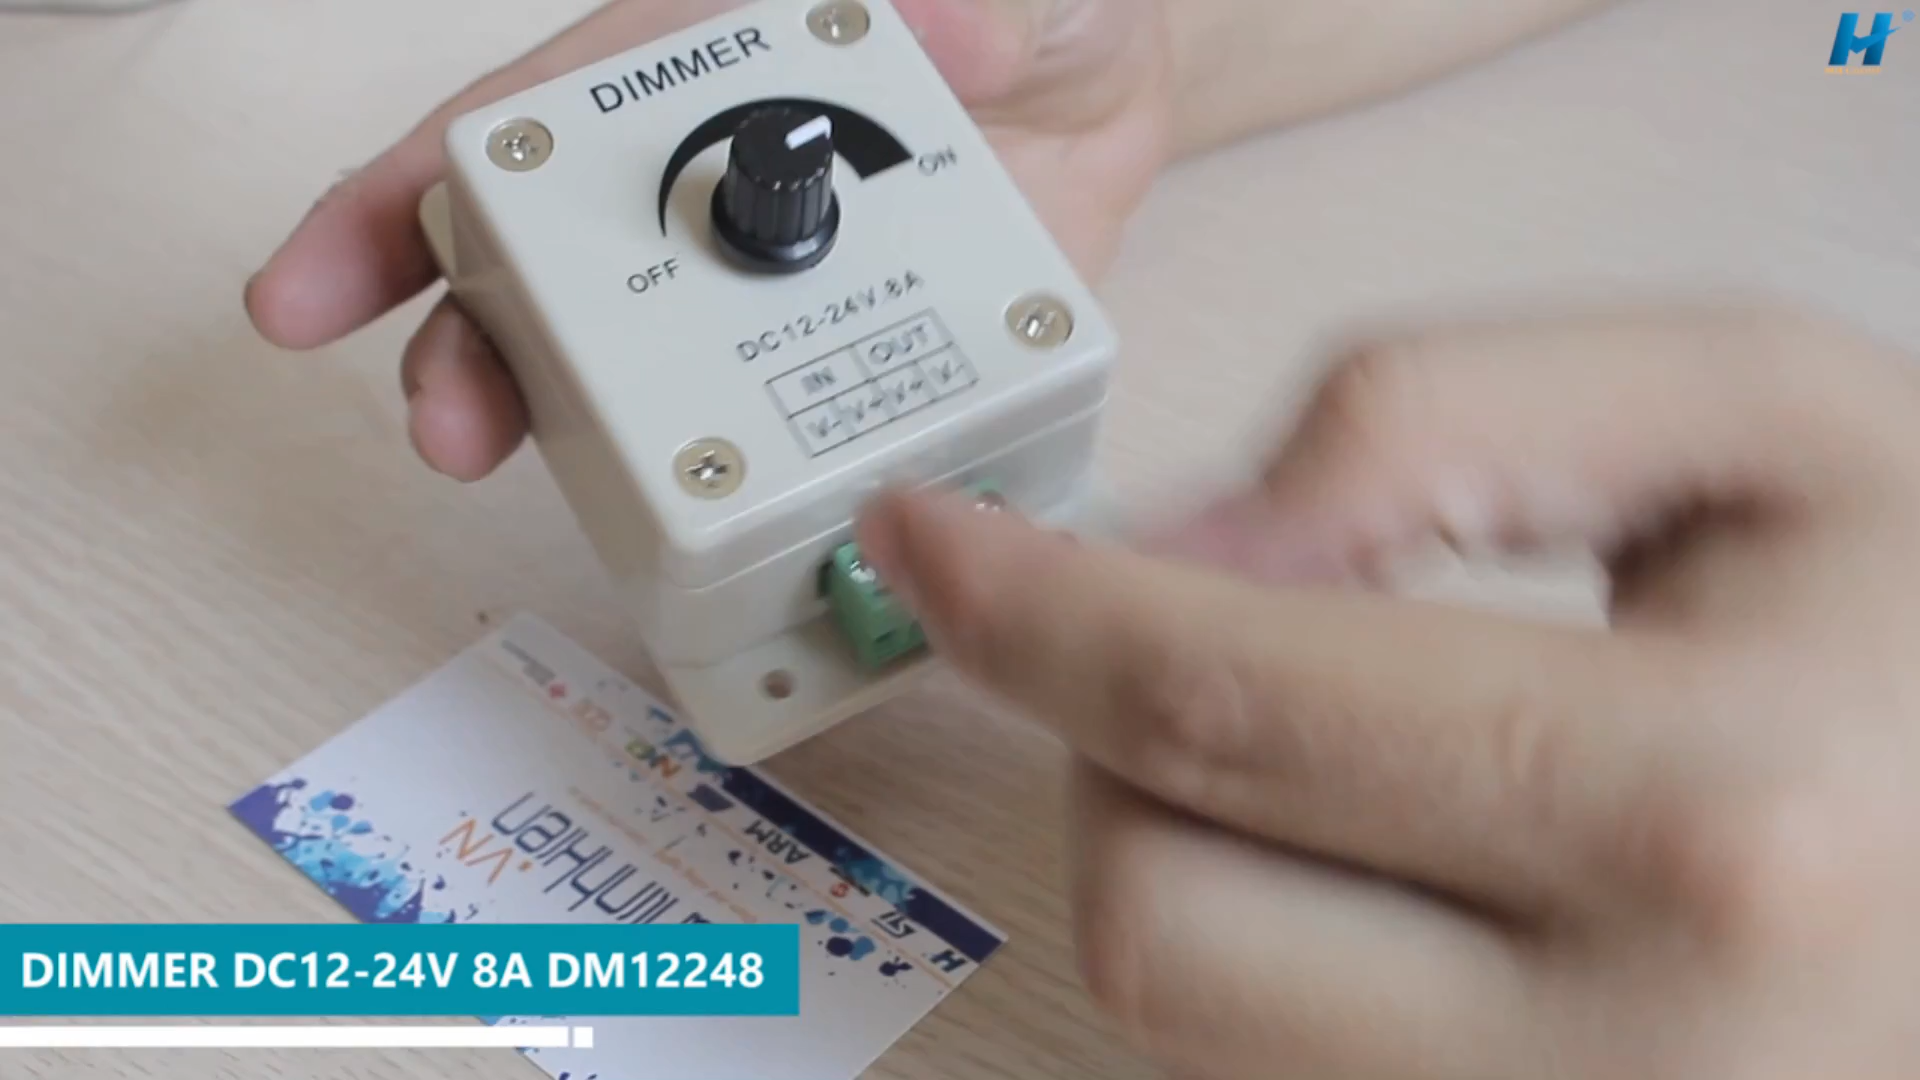 H®
DIMMER
ON
OFF
DC12-24V 8A
IN OUT
V- V+ V+ V-
ARM
linhkien
.VN
DIMMER DC12-24V 8A DM12248